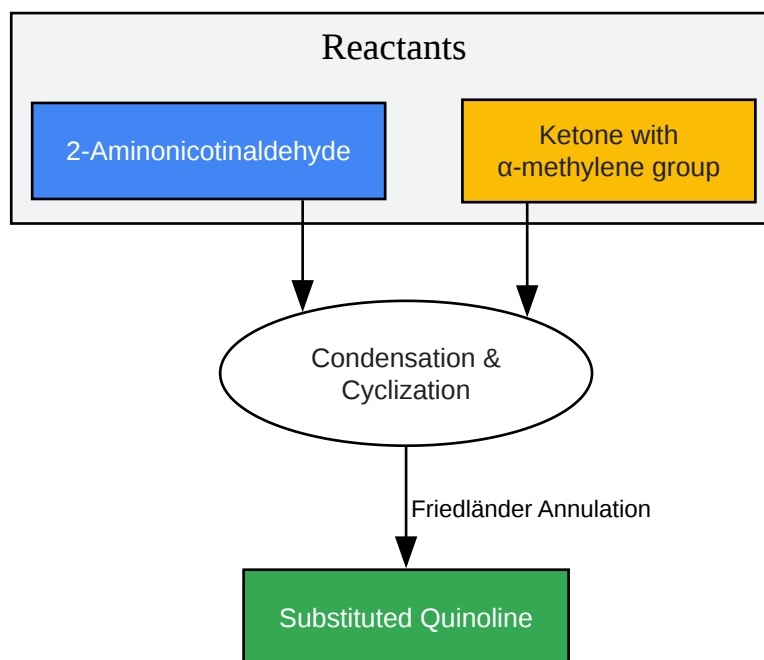 Reactants
2-Aminonicotinaldehyde
Ketone with
α-methylene group
Condensation &
Cyclization
Friedländer Annulation
Substituted Quinoline